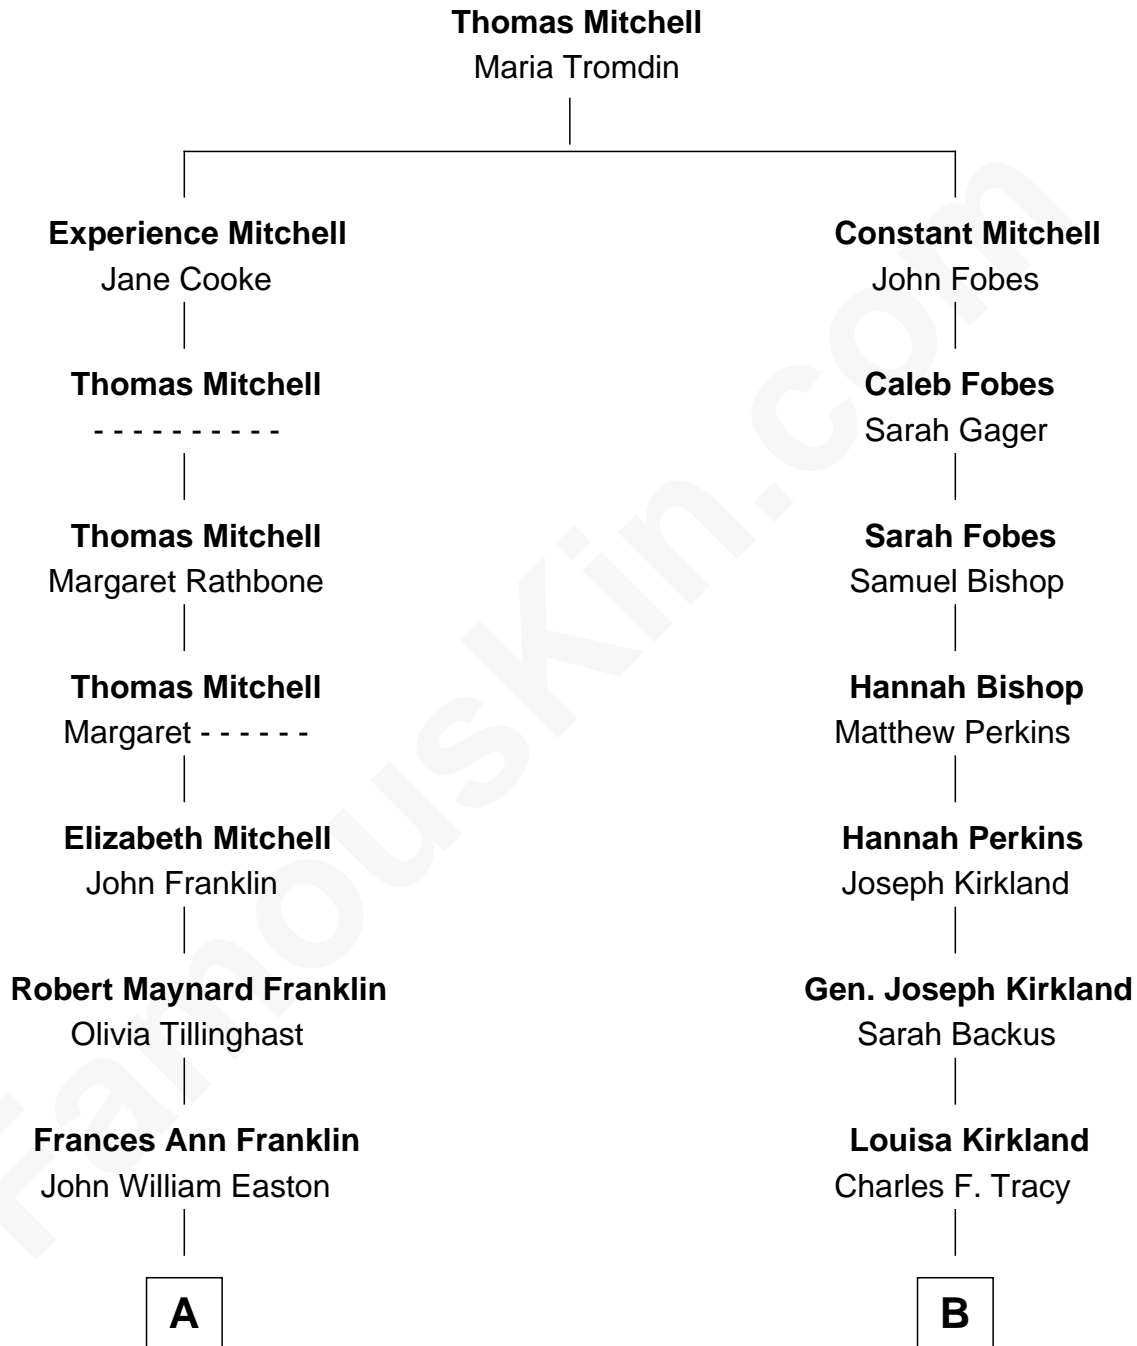 Thomas Mitchell
Maria Tromdin
Experience Mitchell
Jane Cooke
Constant Mitchell
John Fobes
Thomas Mitchell
- - - - - - - - - -
Caleb Fobes
Sarah Gager
Thomas Mitchell
Margaret Rathbone
Sarah Fobes
Samuel Bishop
Thomas Mitchell
Margaret - - - - - -
Hannah Bishop
Matthew Perkins
Elizabeth Mitchell
John Franklin
Hannah Perkins
Joseph Kirkland
Robert Maynard Franklin
Olivia Tillinghast
Gen. Joseph Kirkland
Sarah Backus
Frances Ann Franklin
John William Easton
Louisa Kirkland
Charles F. Tracy
A
B
FamousKin.com